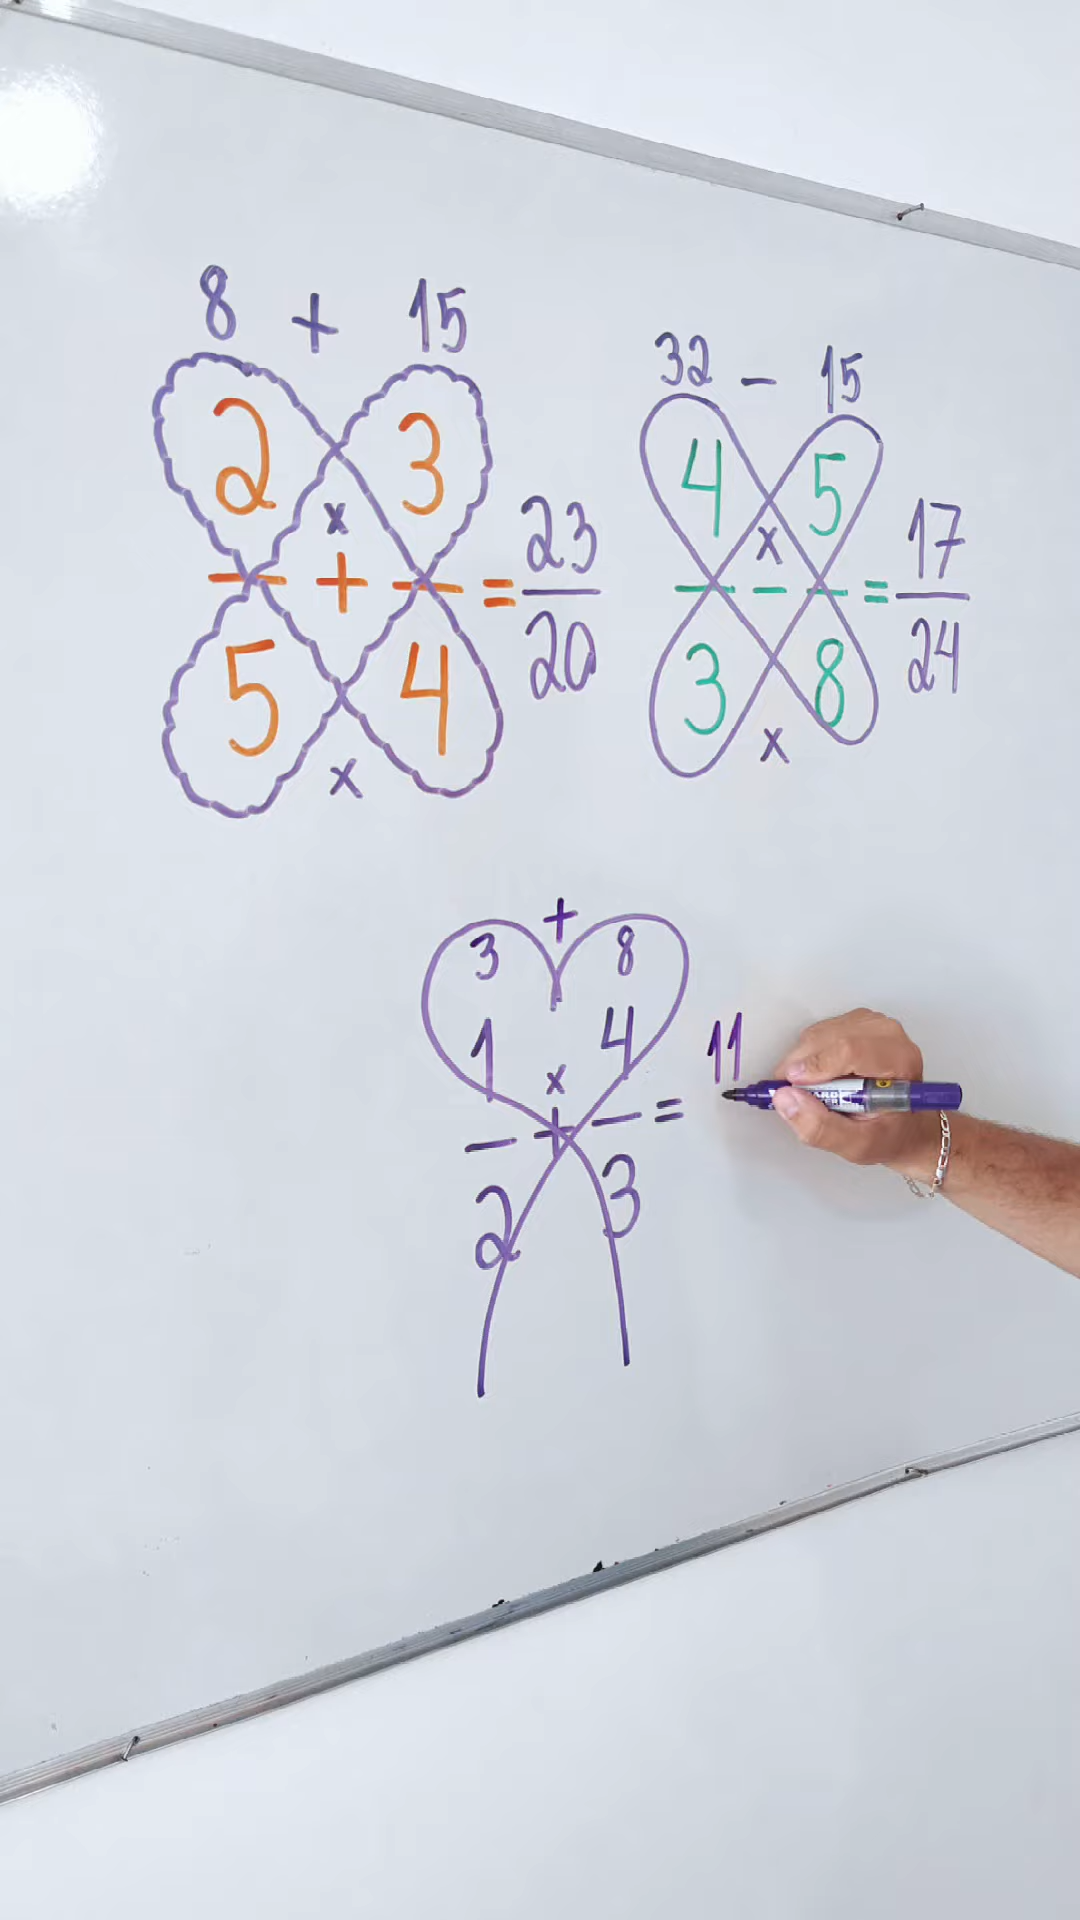 8 + 15
2 3
x
+ = 23
20
5 4
x
32 - 15
4 5
x
- = 17
24
3 8
x
+
3 8
1 4
x
+ = 11
2 3